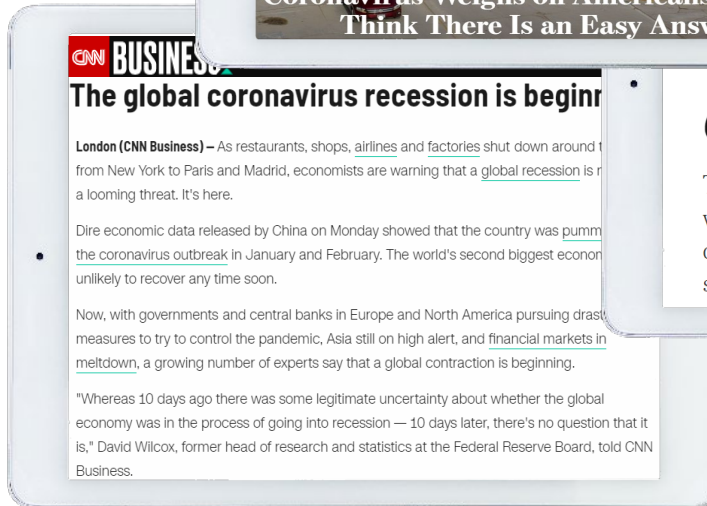 Coronavirus Weighs on Americans
Think There Is an Easy Answ
CNN BUSINESS
The global coronavirus recession is beginn
London (CNN Business) — As restaurants, shops, airlines and factories shut down around t
from New York to Paris and Madrid, economists are warning that a global recession is n
a looming threat. It's here.
Dire economic data released by China on Monday showed that the country was pumm
the coronavirus outbreak in January and February. The world's second biggest econom
unlikely to recover any time soon.
Now, with governments and central banks in Europe and North America pursuing drast
measures to try to control the pandemic, Asia still on high alert, and financial markets in
meltdown, a growing number of experts say that a global contraction is beginning.
"Whereas 10 days ago there was some legitimate uncertainty about whether the global
economy was in the process of going into recession — 10 days later, there's no question that it
is," David Wilcox, former head of research and statistics at the Federal Reserve Board, told CNN
Business.